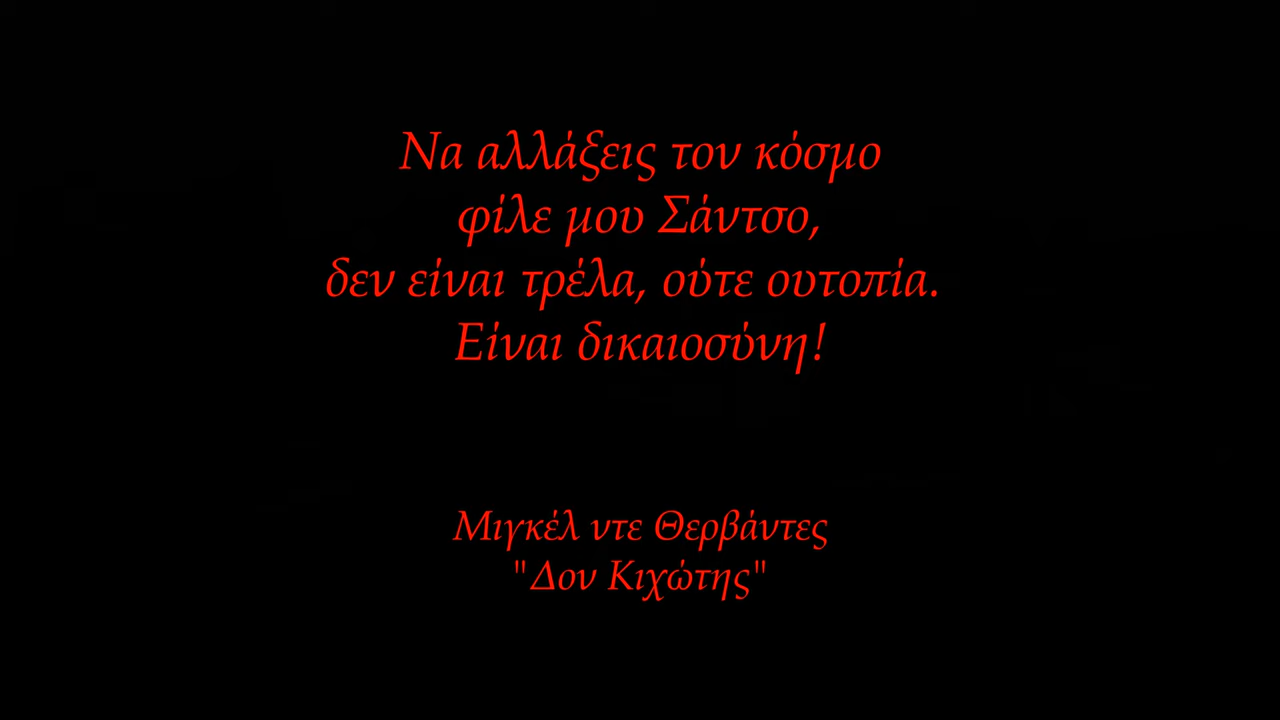 Να αλλάξεις τον κόσμο
φίλε μου Σάντσο,
δεν είναι τρέλα, ούτε ουτοπία.
Είναι δικαιοσύνη!
Μιγκέλ ντε Θερβάντες
"Δον Κιχώτης"